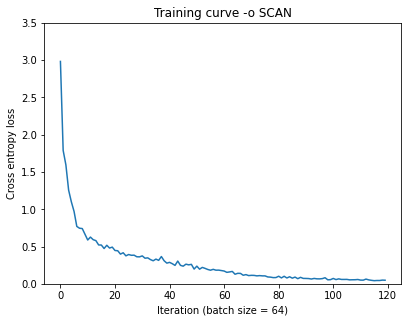 Training curve -o SCAN
3.5
3.0
2.5
2.0
1.5
1.0
0.5
0.0
Cross entropy loss
0 20 40 60 80 100 120
Iteration (batch size = 64)